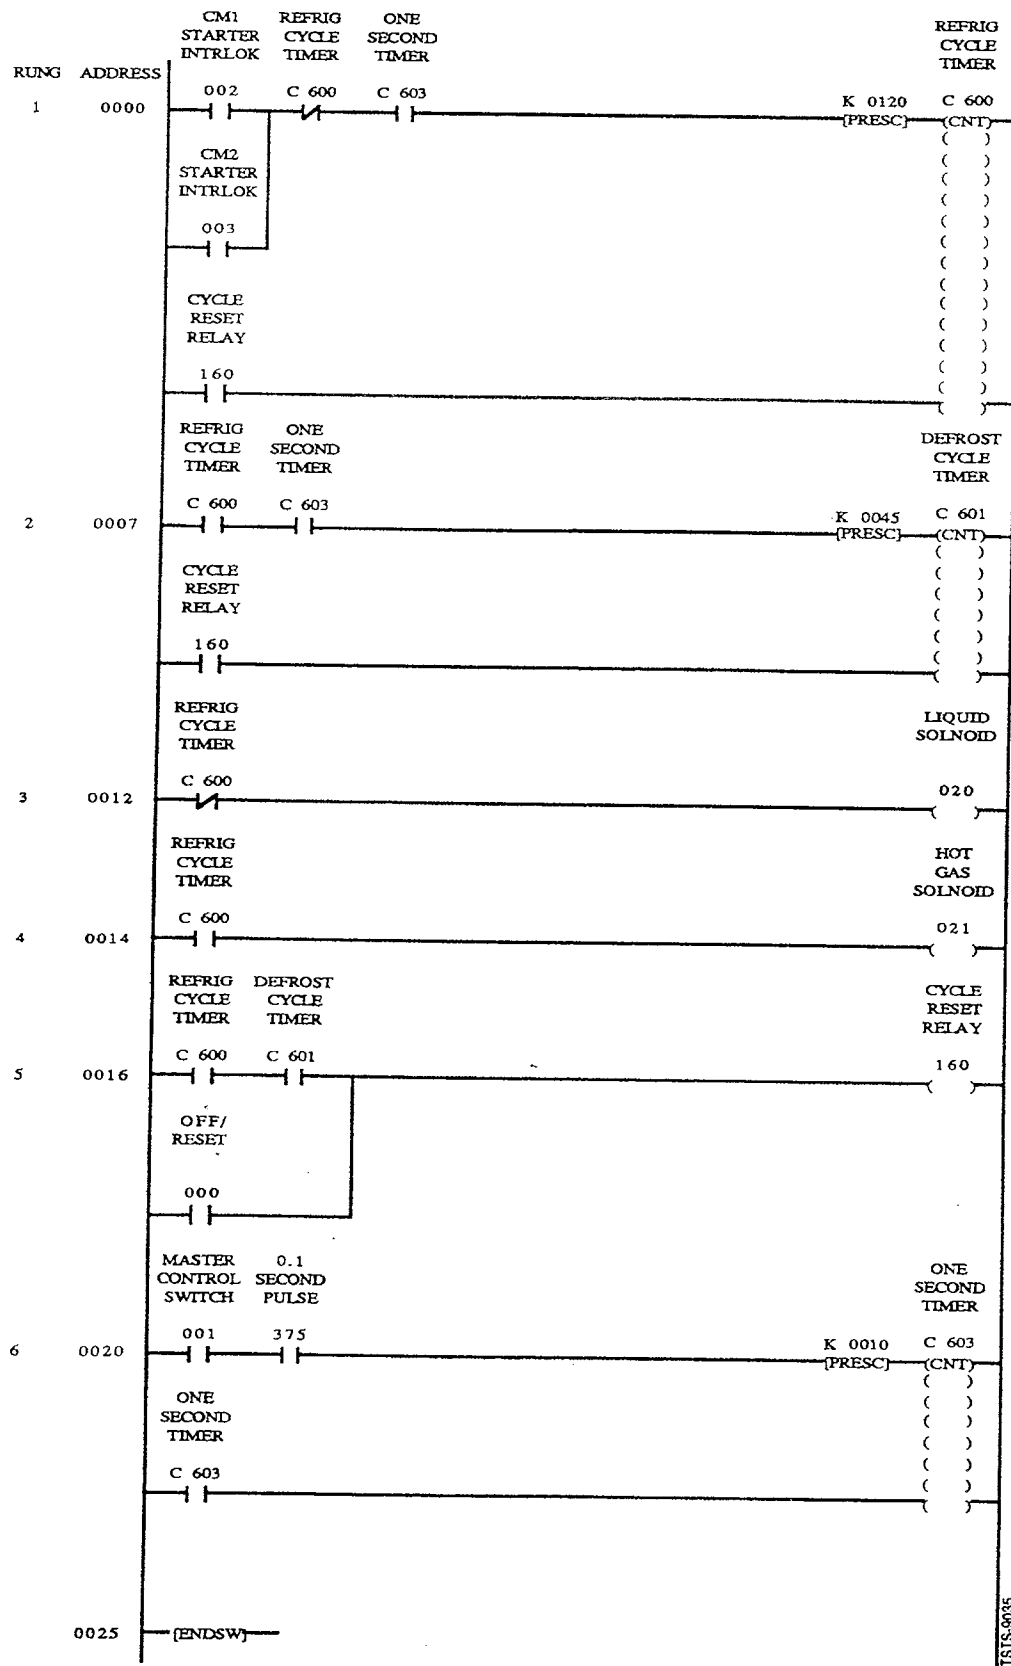 CM1 REFRIG ONE REFRIG
STARTER CYCLE SECOND CYCLE
INTRLOK TIMER TIMER TIMER
RUNG ADDRESS
002 C 600 C 603 K 0120 C 600
1 0000 [PRESC] (CNT)
CM2
STARTER
INTRLOK
003
CYCLE
RESET
RELAY
160
REFRIG ONE DEFROST
CYCLE SECOND CYCLE
TIMER TIMER TIMER
C 600 C 603 K 0045 C 601
2 0007 [PRESC] (CNT)
CYCLE
RESET
RELAY
160
REFRIG LIQUID
CYCLE SOLNOID
TIMER
C 600 020
3 0012
REFRIG HOT
CYCLE GAS
TIMER SOLNOID
C 600 021
4 0014
REFRIG DEFROST CYCLE
CYCLE CYCLE RESET
TIMER TIMER RELAY
C 600 C 601 160
5 0016
OFF/
RESET
000
MASTER 0.1 ONE
CONTROL SECOND SECOND
SWITCH PULSE TIMER
001 375 K 0010 C 603
6 0020 [PRESC] (CNT)
ONE
SECOND
TIMER
C 603
0025 [ENDSW]
TSTS-9035